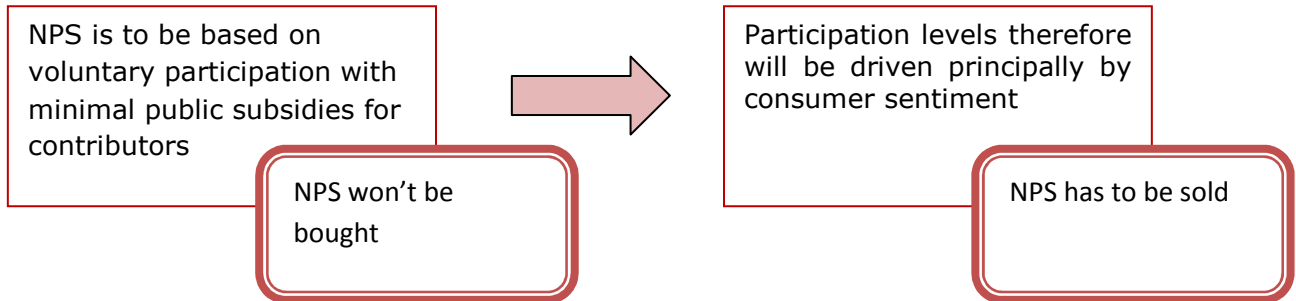 NPS is to be based on
voluntary participation with
minimal public subsidies for
contributors
NPS won’t be
bought
Participation levels therefore
will be driven principally by
consumer sentiment
NPS has to be sold